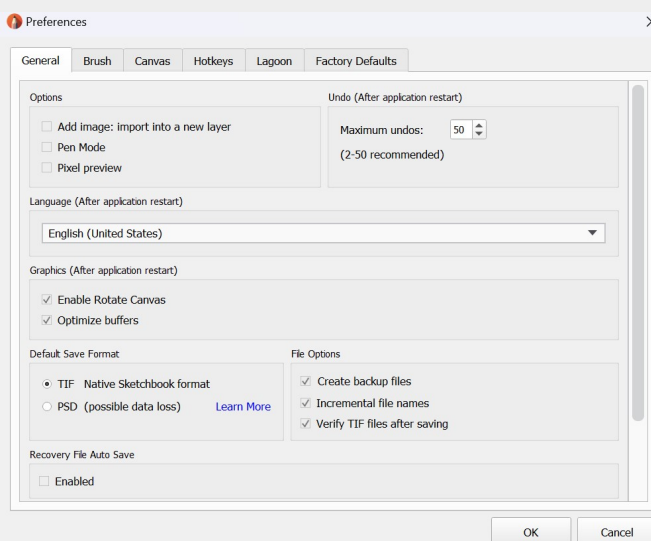 Preferences
General Brush Canvas Hotkeys Lagoon Factory Defaults
Options
Add image: import into a new layer
Pen Mode
Pixel preview
Undo (After application restart)
Maximum undos: 50
(2-50 recommended)
Language (After application restart)
English (United States)
Graphics (After application restart)
Enable Rotate Canvas
Optimize buffers
Default Save Format
TIF Native Sketchbook format
PSD (possible data loss) Learn More
File Options
Create backup files
Incremental file names
Verify TIF files after saving
Recovery File Auto Save
Enabled
OK Cancel